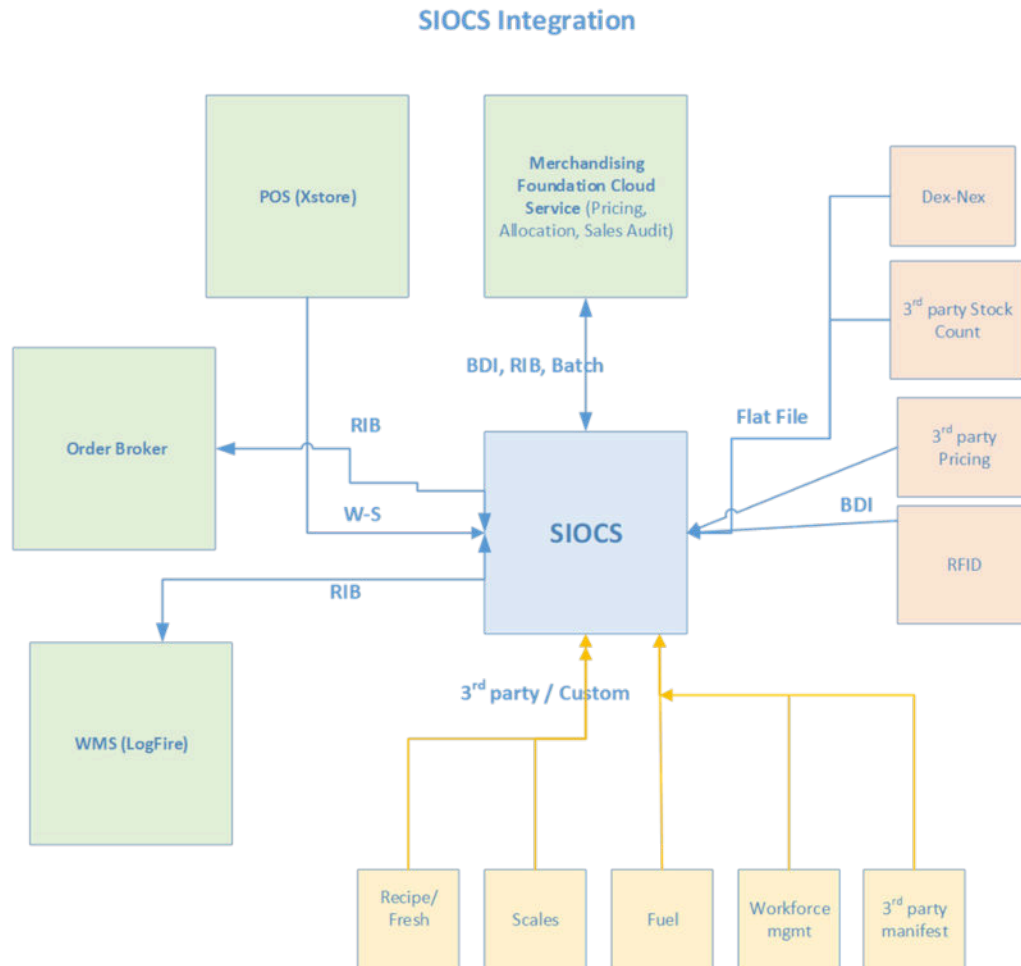 SIOCS Integration
POS (Xstore)
Merchandising
Foundation Cloud
Service (Pricing,
Allocation, Sales Audit)
Dex-Nex
3rd party Stock
Count
BDI, RIB, Batch
RIB
Flat File
Order Broker
3rd party
Pricing
W-S
SIOCS
BDI
RFID
RIB
3rd party / Custom
WMS (LogFire)
Recipe/
Fresh
Scales
Fuel
Workforce
mgmt
3rd party
manifest